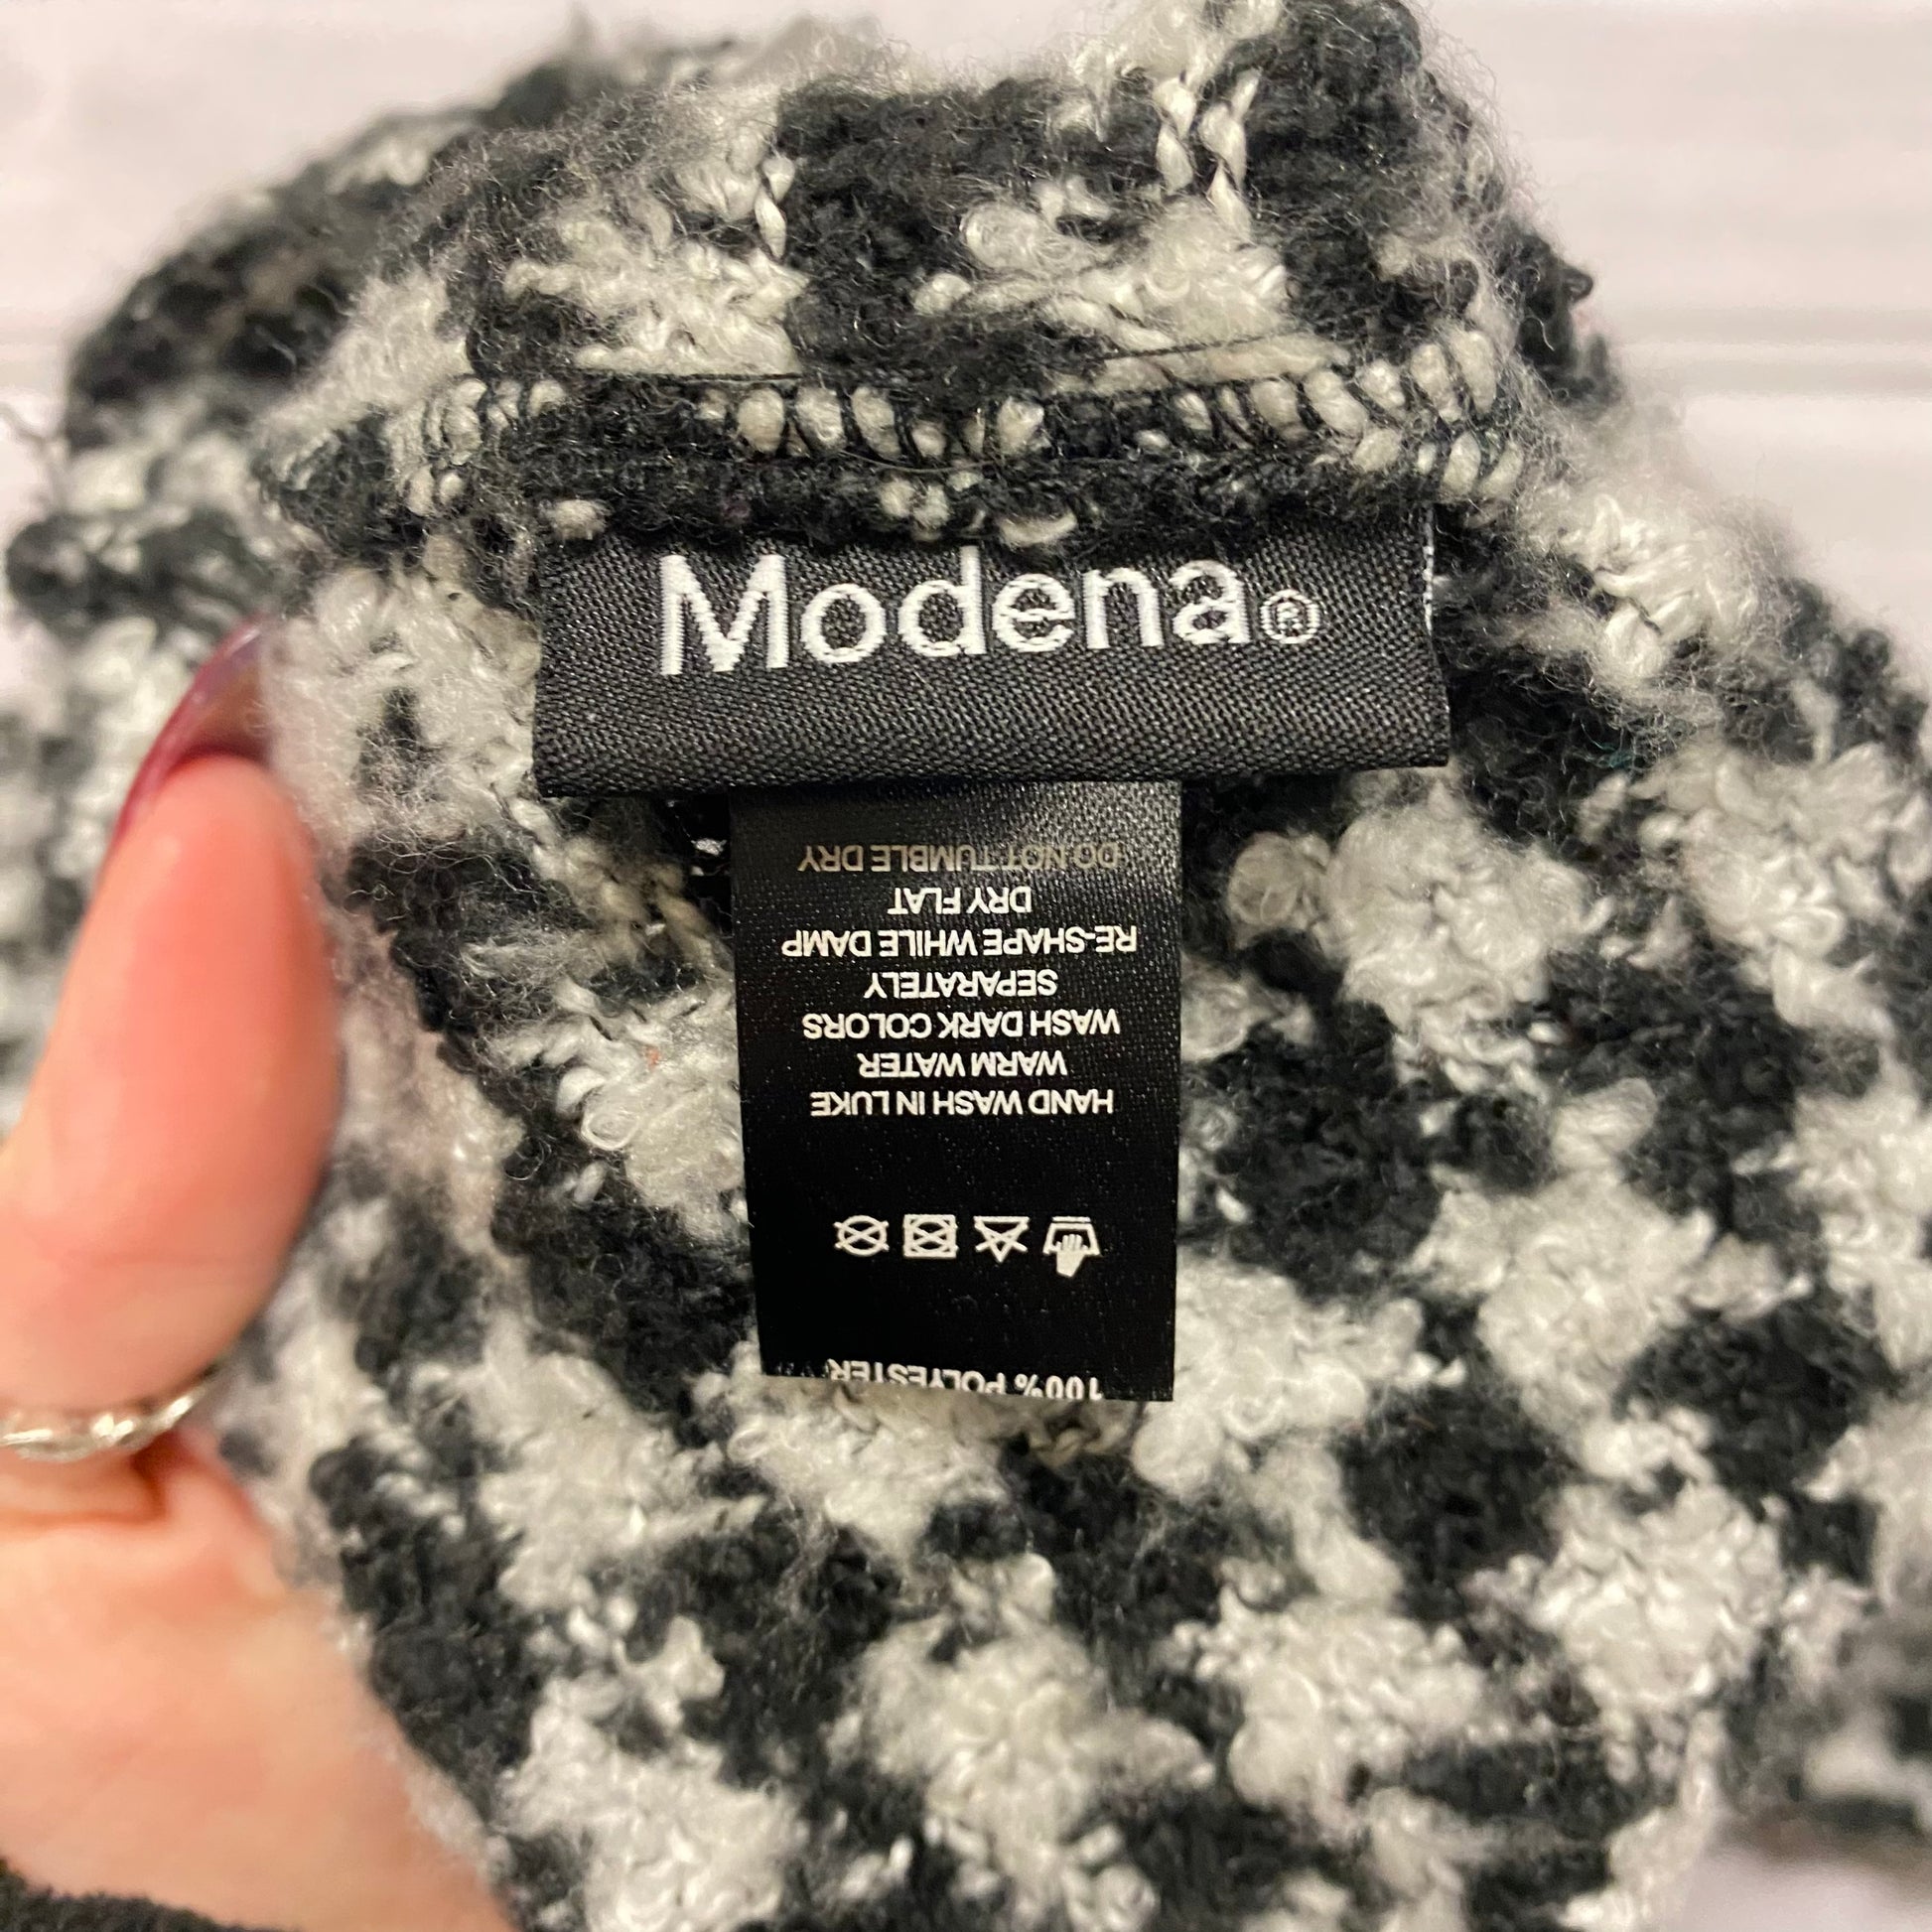 Modena®
100% POLYESTER
HAND WASH IN LUKE
WARM WATER
WASH DARK COLORS
SEPARATELY
RE-SHAPE WHILE DAMP
DRY FLAT
DO NOT TUMBLE DRY